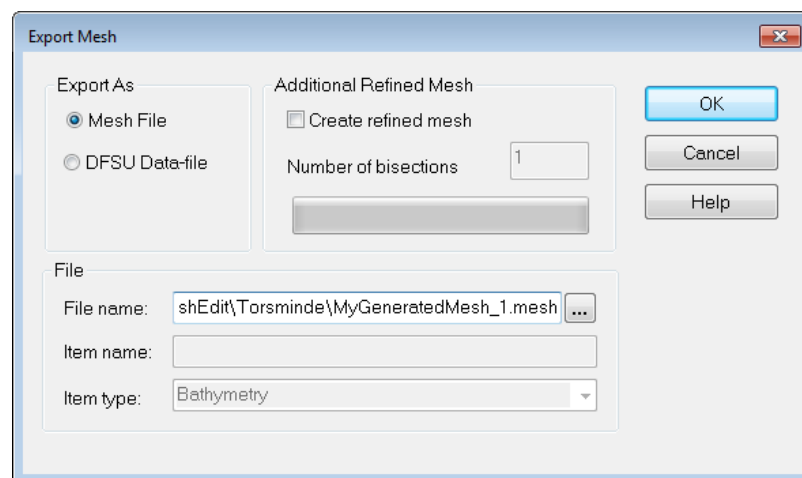 Export Mesh
Export As
Mesh File
DFSU Data-file
Additional Refined Mesh
Create refined mesh
Number of bisections
1
OK
Cancel
Help
File
File name:
shEdit\Torsminde\MyGeneratedMesh_1.mesh
...
Item name:
Item type:
Bathymetry